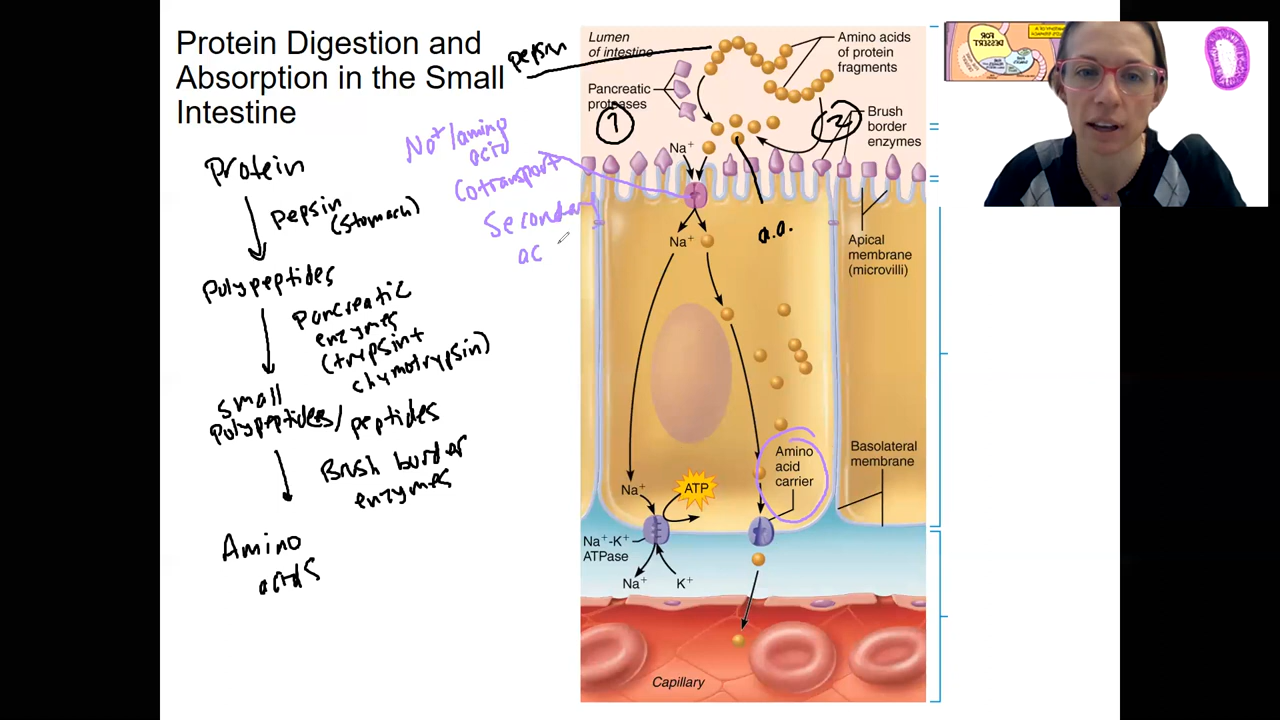 Protein Digestion and
Absorption in the Small
Intestine
Protein
pepsin
(stomach)
polypeptides
pancreatic
enzymes
(trypsin+
chymotrypsin)
small
polypeptides/peptides
Brush border
enzymes
Amino
acids
Na+/amino
acid
Cotransport
Secondary
ac
pepsin
Lumen
of intestine
Amino acids
of protein
fragments
Pancreatic
proteases
1
2
Brush
border
enzymes
Na+
Na+
a.a.
Apical
membrane
(microvilli)
Amino
acid
carrier
Basolateral
membrane
Na+
ATP
Na+-K+
ATPase
Na+
K+
Capillary
FOR
DESSERT